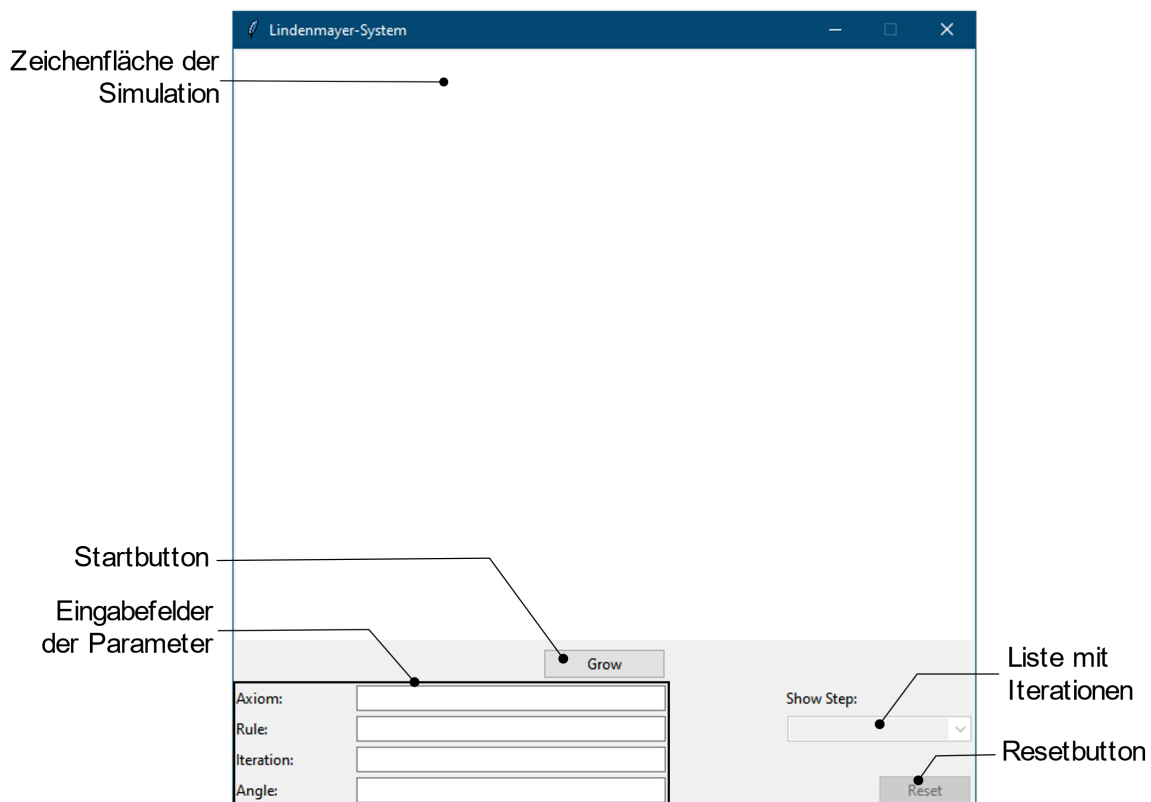 Lindenmayer-System
Zeichenfläche der
Simulation
Startbutton
Eingabefelder
der Parameter
Grow
Liste mit
Iterationen
Axiom:
Show Step:
Rule:
Iteration:
Resetbutton
Angle:
Reset